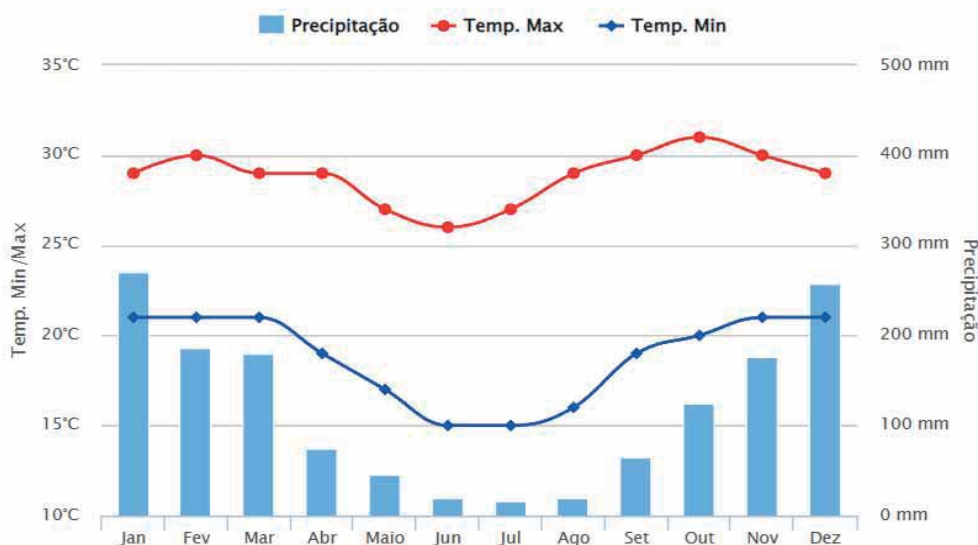 Precipitação Temp. Max Temp. Min
35°C 500 mm
30°C 400 mm
25°C 300 mm
20°C 200 mm
15°C 100 mm
10°C 0 mm
Temp. Min/Max
Precipitação
Jan Fev Mar Abr Maio Jun Jul Ago Set Out Nov Dez